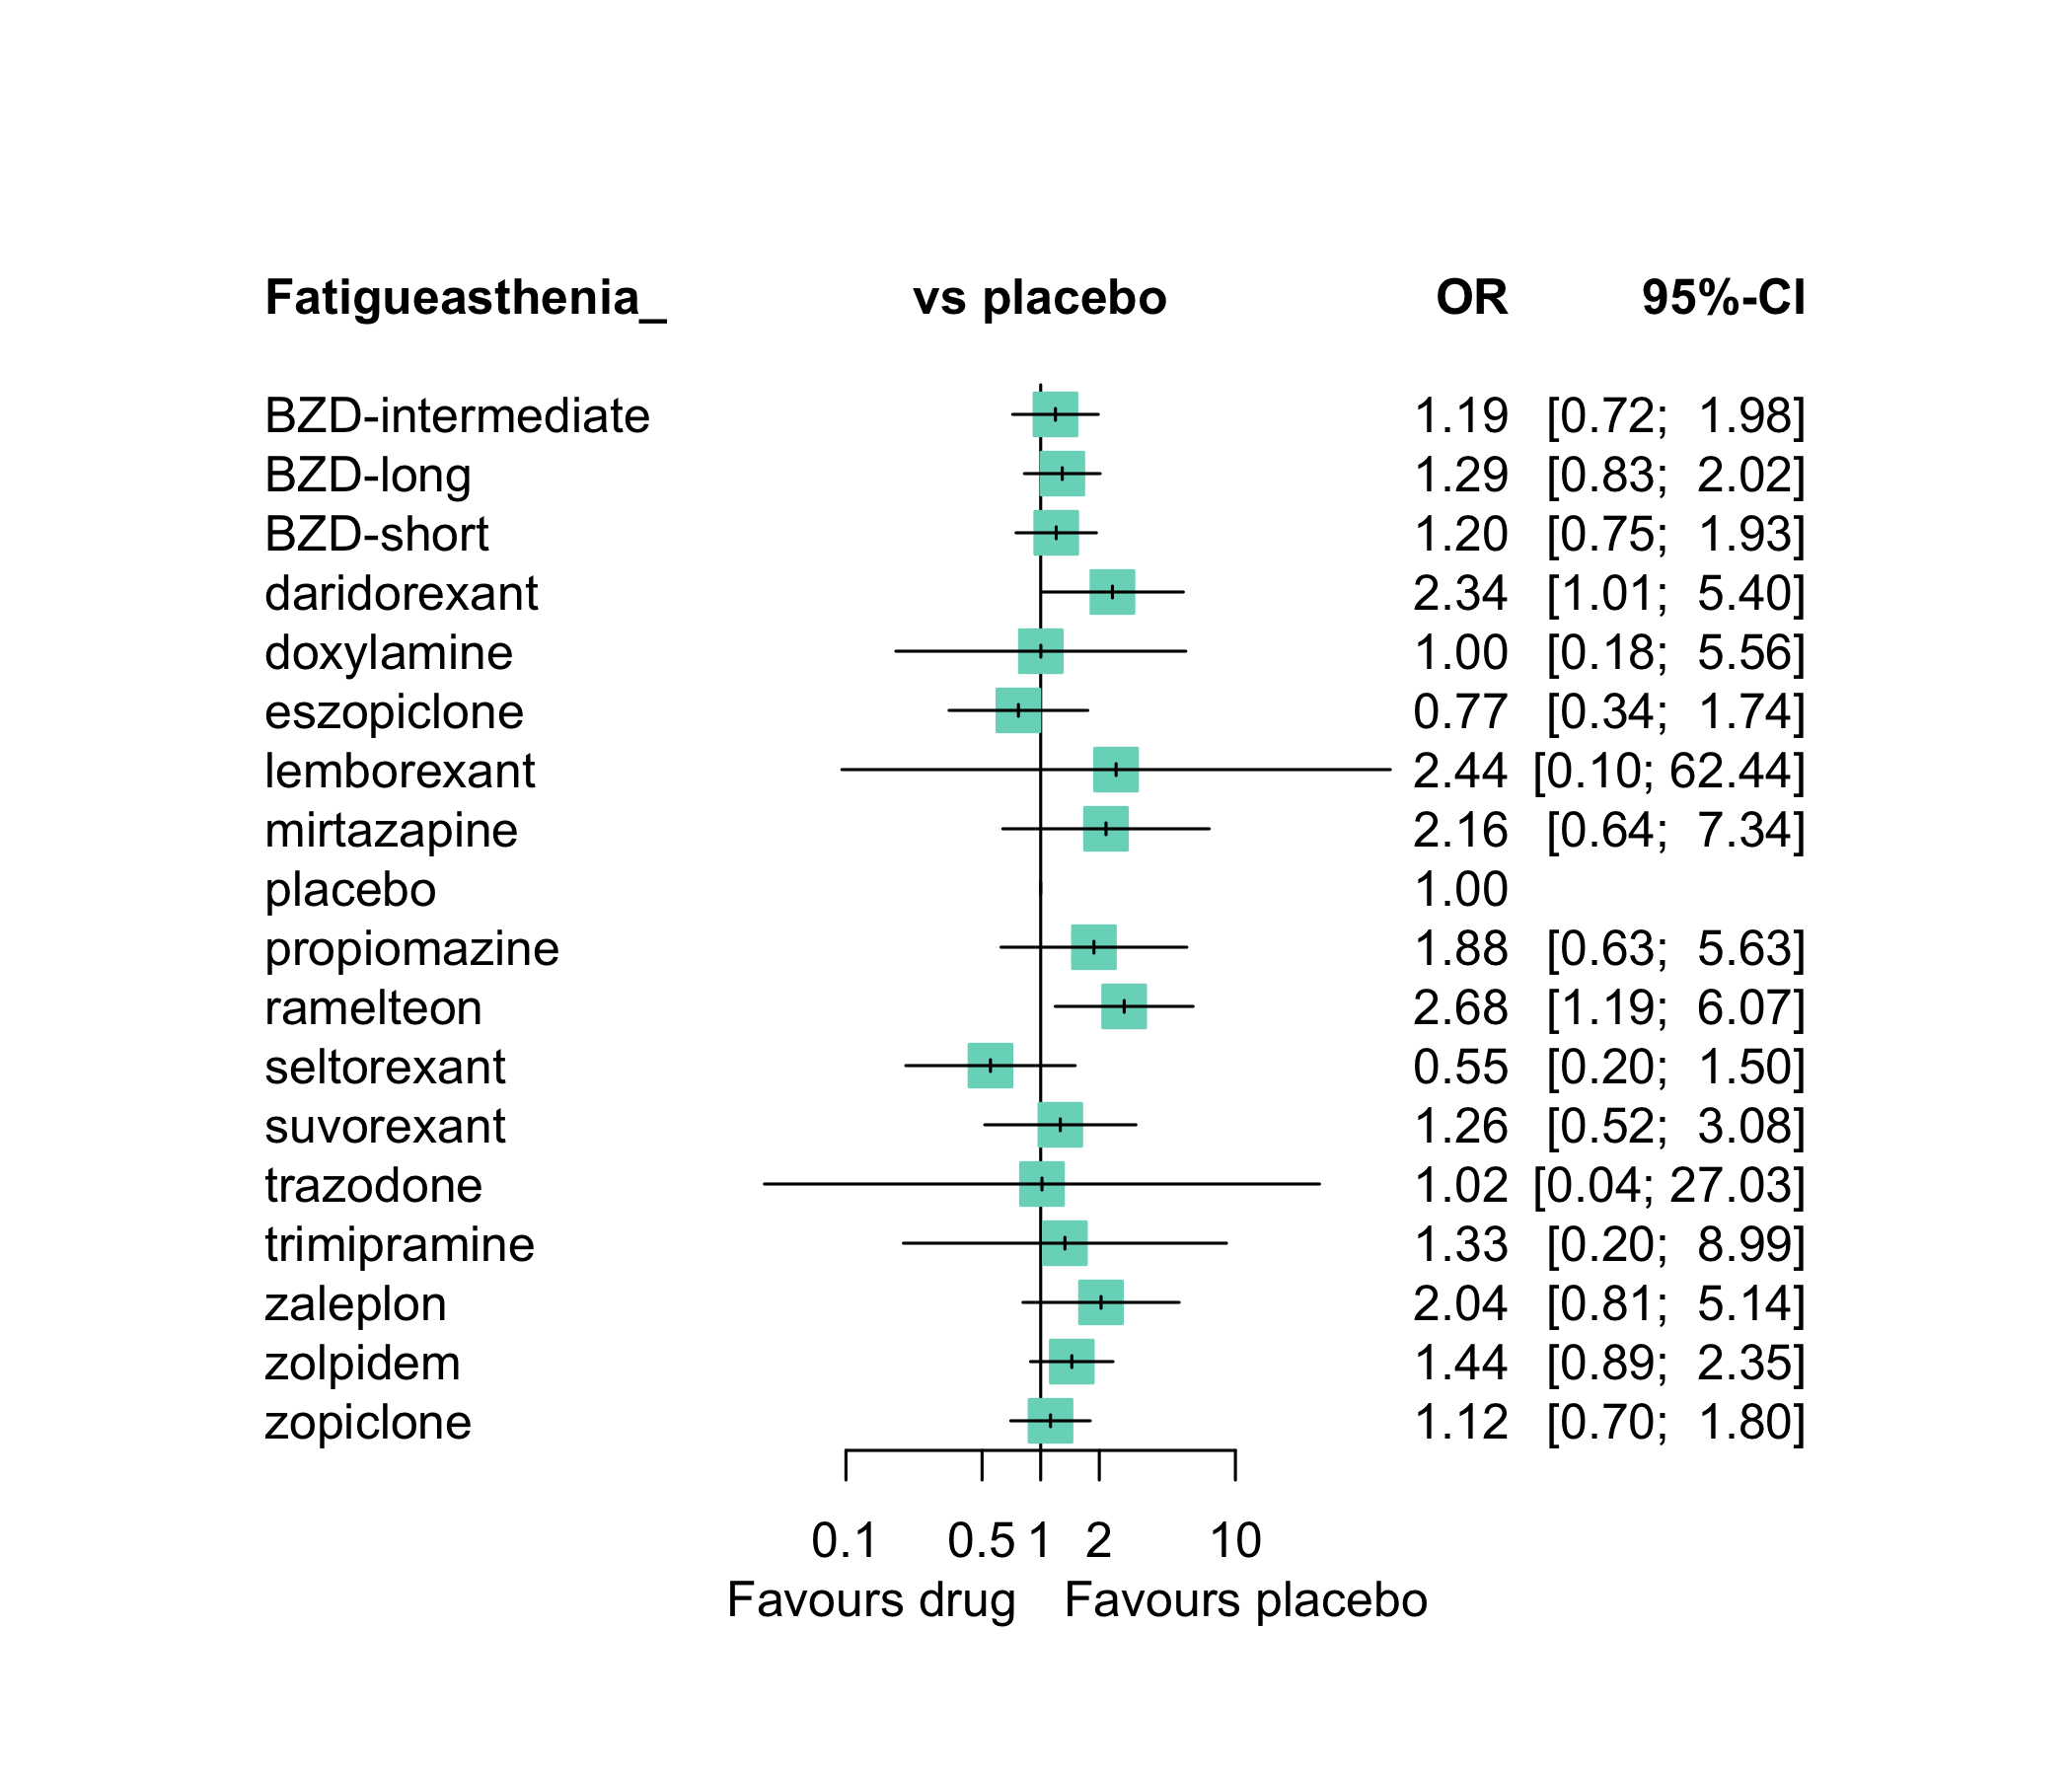 Fatigueasthenia_ vs placebo OR 95%-CI
BZD-intermediate 1.19 [0.72; 1.98]
BZD-long 1.29 [0.83; 2.02]
BZD-short 1.20 [0.75; 1.93]
daridorexant 2.34 [1.01; 5.40]
doxylamine 1.00 [0.18; 5.56]
eszopiclone 0.77 [0.34; 1.74]
lemborexant 2.44 [0.10; 62.44]
mirtazapine 2.16 [0.64; 7.34]
placebo 1.00
propiomazine 1.88 [0.63; 5.63]
ramelteon 2.68 [1.19; 6.07]
seltorexant 0.55 [0.20; 1.50]
suvorexant 1.26 [0.52; 3.08]
trazodone 1.02 [0.04; 27.03]
trimipramine 1.33 [0.20; 8.99]
zaleplon 2.04 [0.81; 5.14]
zolpidem 1.44 [0.89; 2.35]
zopiclone 1.12 [0.70; 1.80]
0.1 0.5 1 2 10
Favours drug Favours placebo